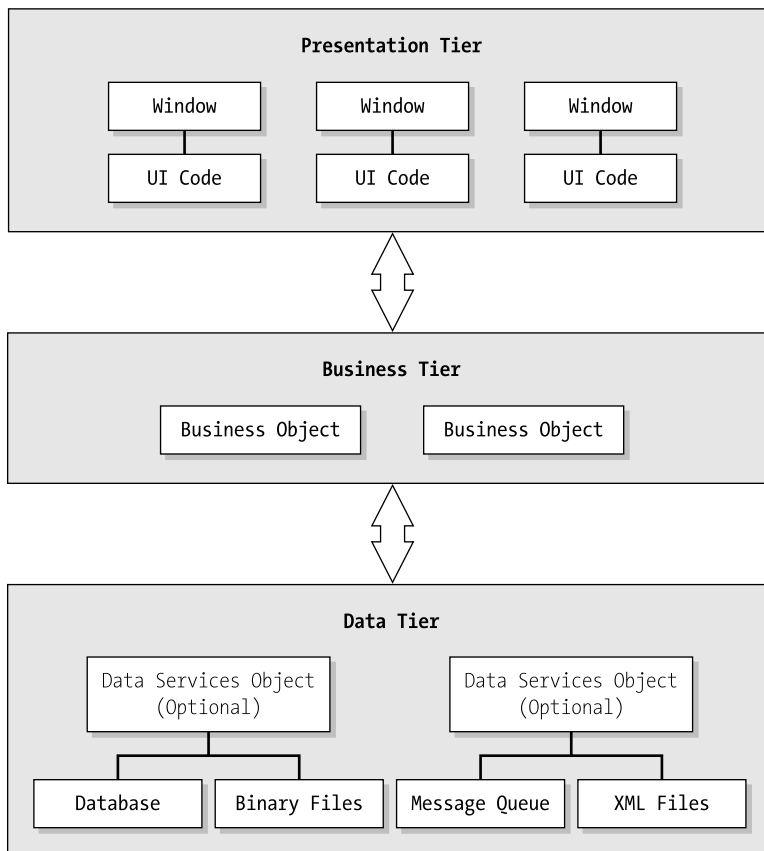 Presentation Tier
Window
Window
Window
UI Code
UI Code
UI Code
Business Tier
Business Object
Business Object
Data Tier
Data Services Object
(Optional)
Data Services Object
(Optional)
Database
Binary Files
Message Queue
XML Files